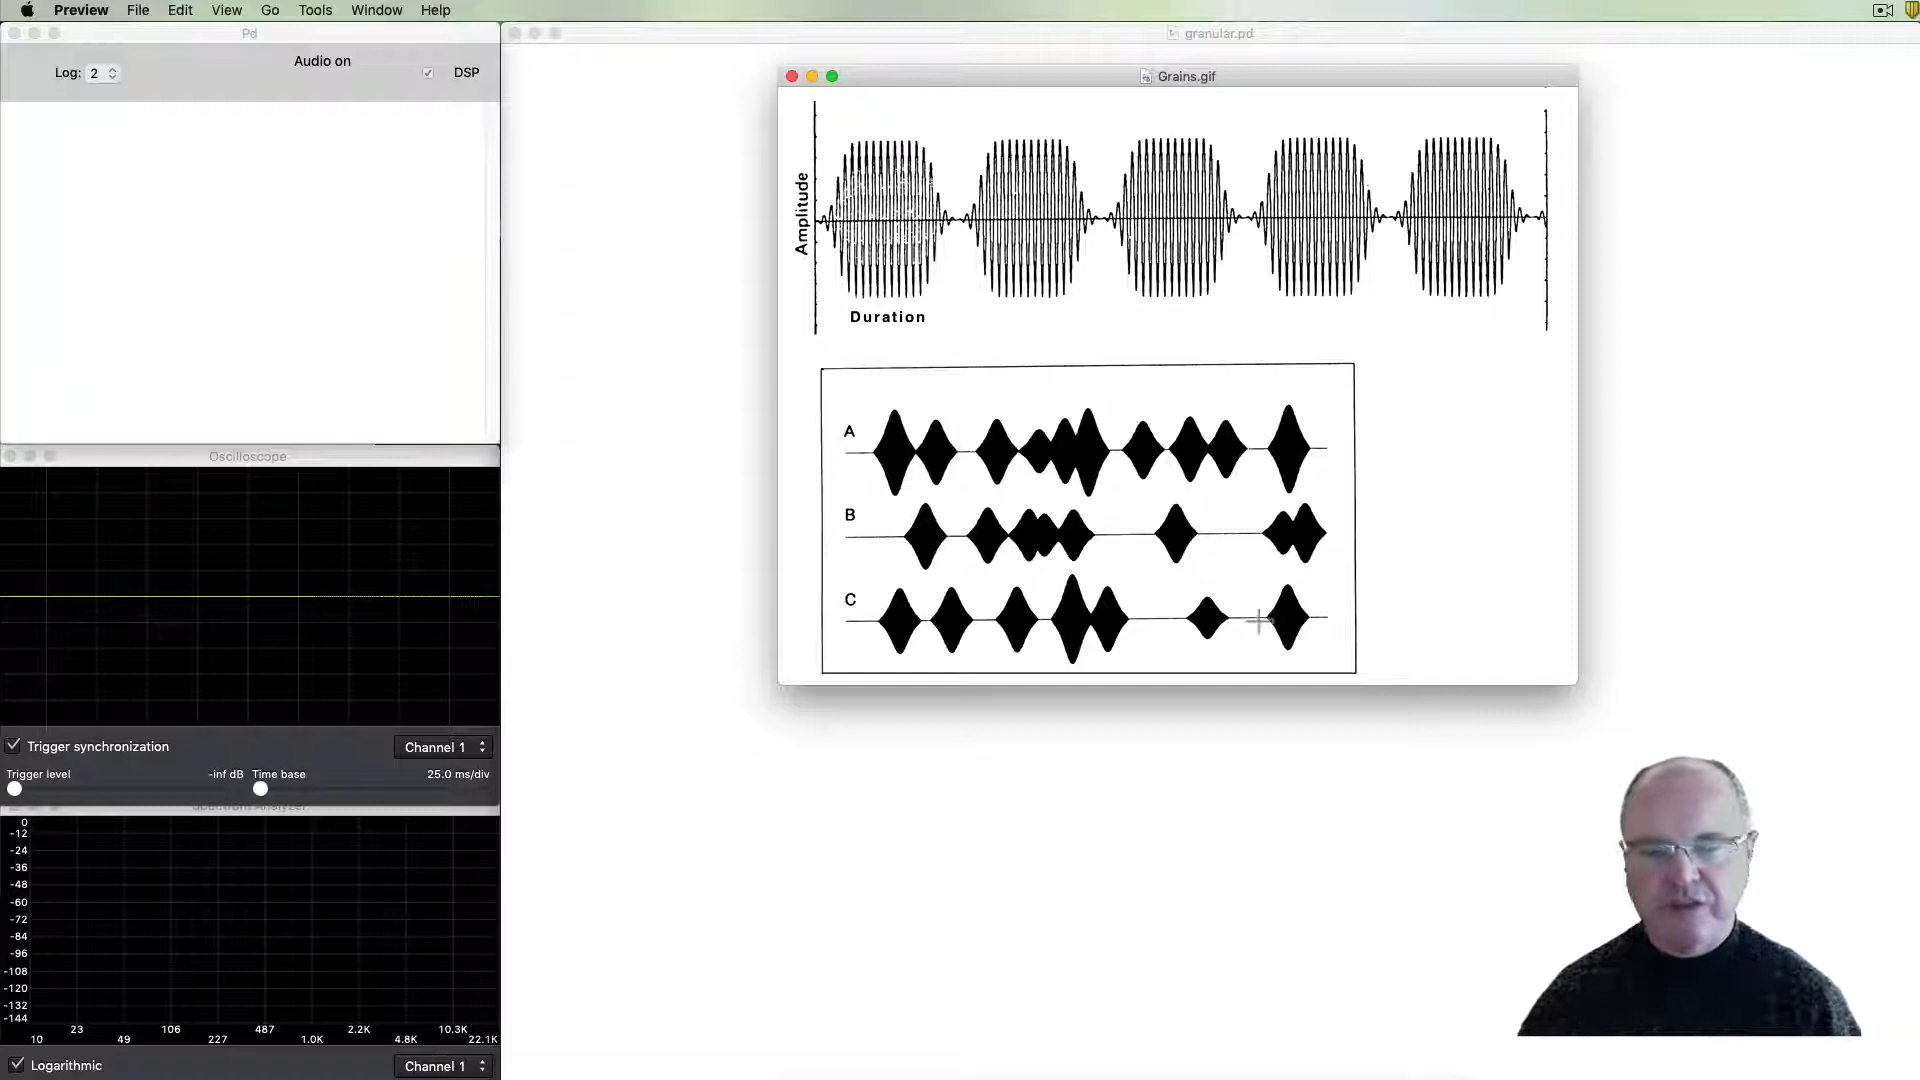 Preview File Edit View Go Tools Window Help
Pd
granular.pd
Log: 2
Audio on
DSP
Grains.gif
Amplitude
Duration
A
B
C
Oscilloscope
Trigger synchronization
Channel 1
Trigger level
-inf dB
Time base
25.0 ms/div
Spectrum Analyzer
0
-12
-24
-36
-48
-60
-72
-84
-96
-108
-120
-132
-144
23 106 487 2.2K 10.3K
10 49 227 1.0K 4.8K 22.1K
Logarithmic
Channel 1